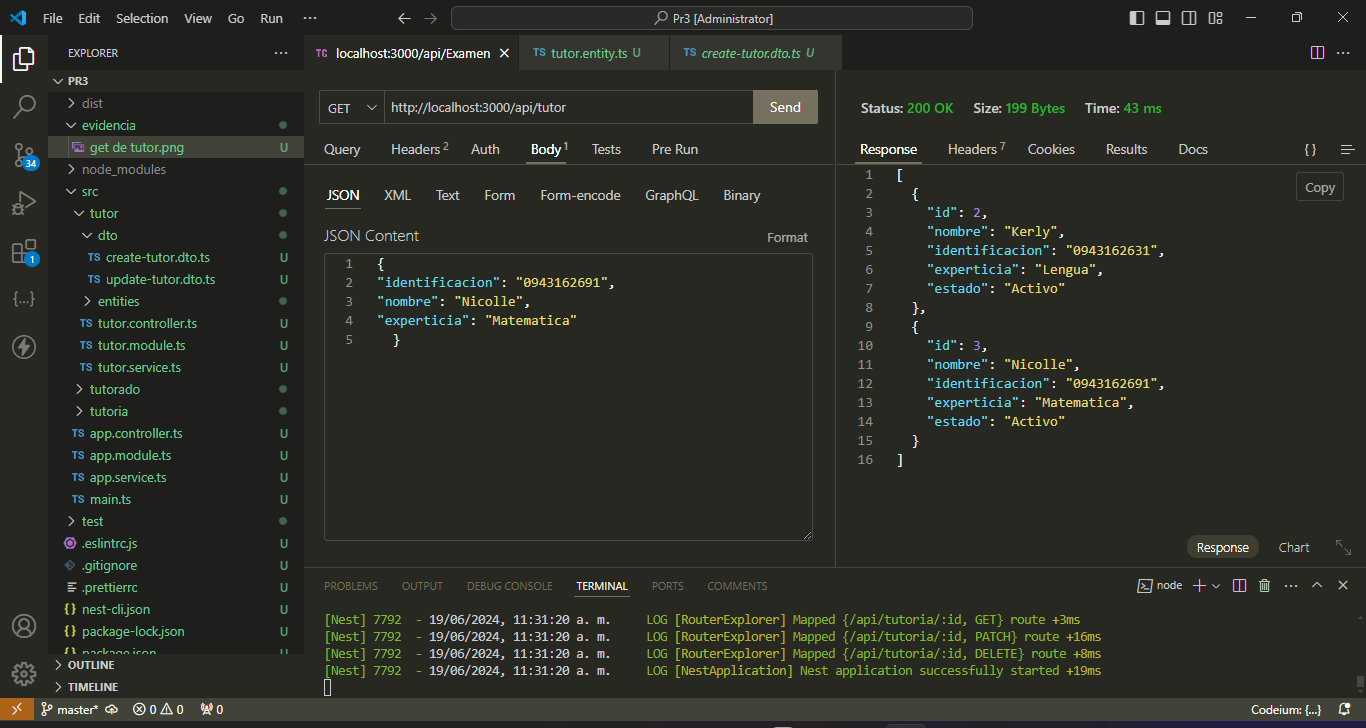 File Edit Selection View Go Run ··· Pr3 [Administrator]
EXPLORER ···
PR3
dist
evidencia
get de tutor.png U
node_modules
src
tutor
dto
TS create-tutor.dto.ts U
TS update-tutor.dto.ts U
entities
TS tutor.controller.ts U
TS tutor.module.ts U
TS tutor.service.ts U
tutorado
tutoria
TS app.controller.ts U
TS app.module.ts U
TS app.service.ts U
TS main.ts U
test
.eslintrc.js U
.gitignore U
.prettierrc U
{} nest-cli.json U
{} package-lock.json U
{} package.json U
OUTLINE
TIMELINE
34
1
{...}
TC localhost:3000/api/Examen TS tutor.entity.ts U TS create-tutor.dto.ts U
GET http://localhost:3000/api/tutor Send
Query Headers 2 Auth Body 1 Tests Pre Run
JSON XML Text Form Form-encode GraphQL Binary
JSON Content Format
1 {
2 "identificacion": "0943162691",
3 "nombre": "Nicolle",
4 "experticia": "Matematica"
5 }
Status: 200 OK Size: 199 Bytes Time: 43 ms
Response Headers 7 Cookies Results Docs {}
Copy
1 [
2 {
3 "id": 2,
4 "nombre": "Kerly",
5 "identificacion": "0943162631",
6 "experticia": "Lengua",
7 "estado": "Activo"
8 },
9 {
10 "id": 3,
11 "nombre": "Nicolle",
12 "identificacion": "0943162691",
13 "experticia": "Matematica",
14 "estado": "Activo"
15 }
16 ]
Response Chart
PROBLEMS OUTPUT DEBUG CONSOLE TERMINAL PORTS COMMENTS node
[Nest] 7792 - 19/06/2024, 11:31:20 a. m. LOG [RouterExplorer] Mapped {/api/tutoria/:id, GET} route +3ms
[Nest] 7792 - 19/06/2024, 11:31:20 a. m. LOG [RouterExplorer] Mapped {/api/tutoria/:id, PATCH} route +16ms
[Nest] 7792 - 19/06/2024, 11:31:20 a. m. LOG [RouterExplorer] Mapped {/api/tutoria/:id, DELETE} route +8ms
[Nest] 7792 - 19/06/2024, 11:31:20 a. m. LOG [NestApplication] Nest application successfully started +19ms
master* 0 0 0 Codeium: {...}